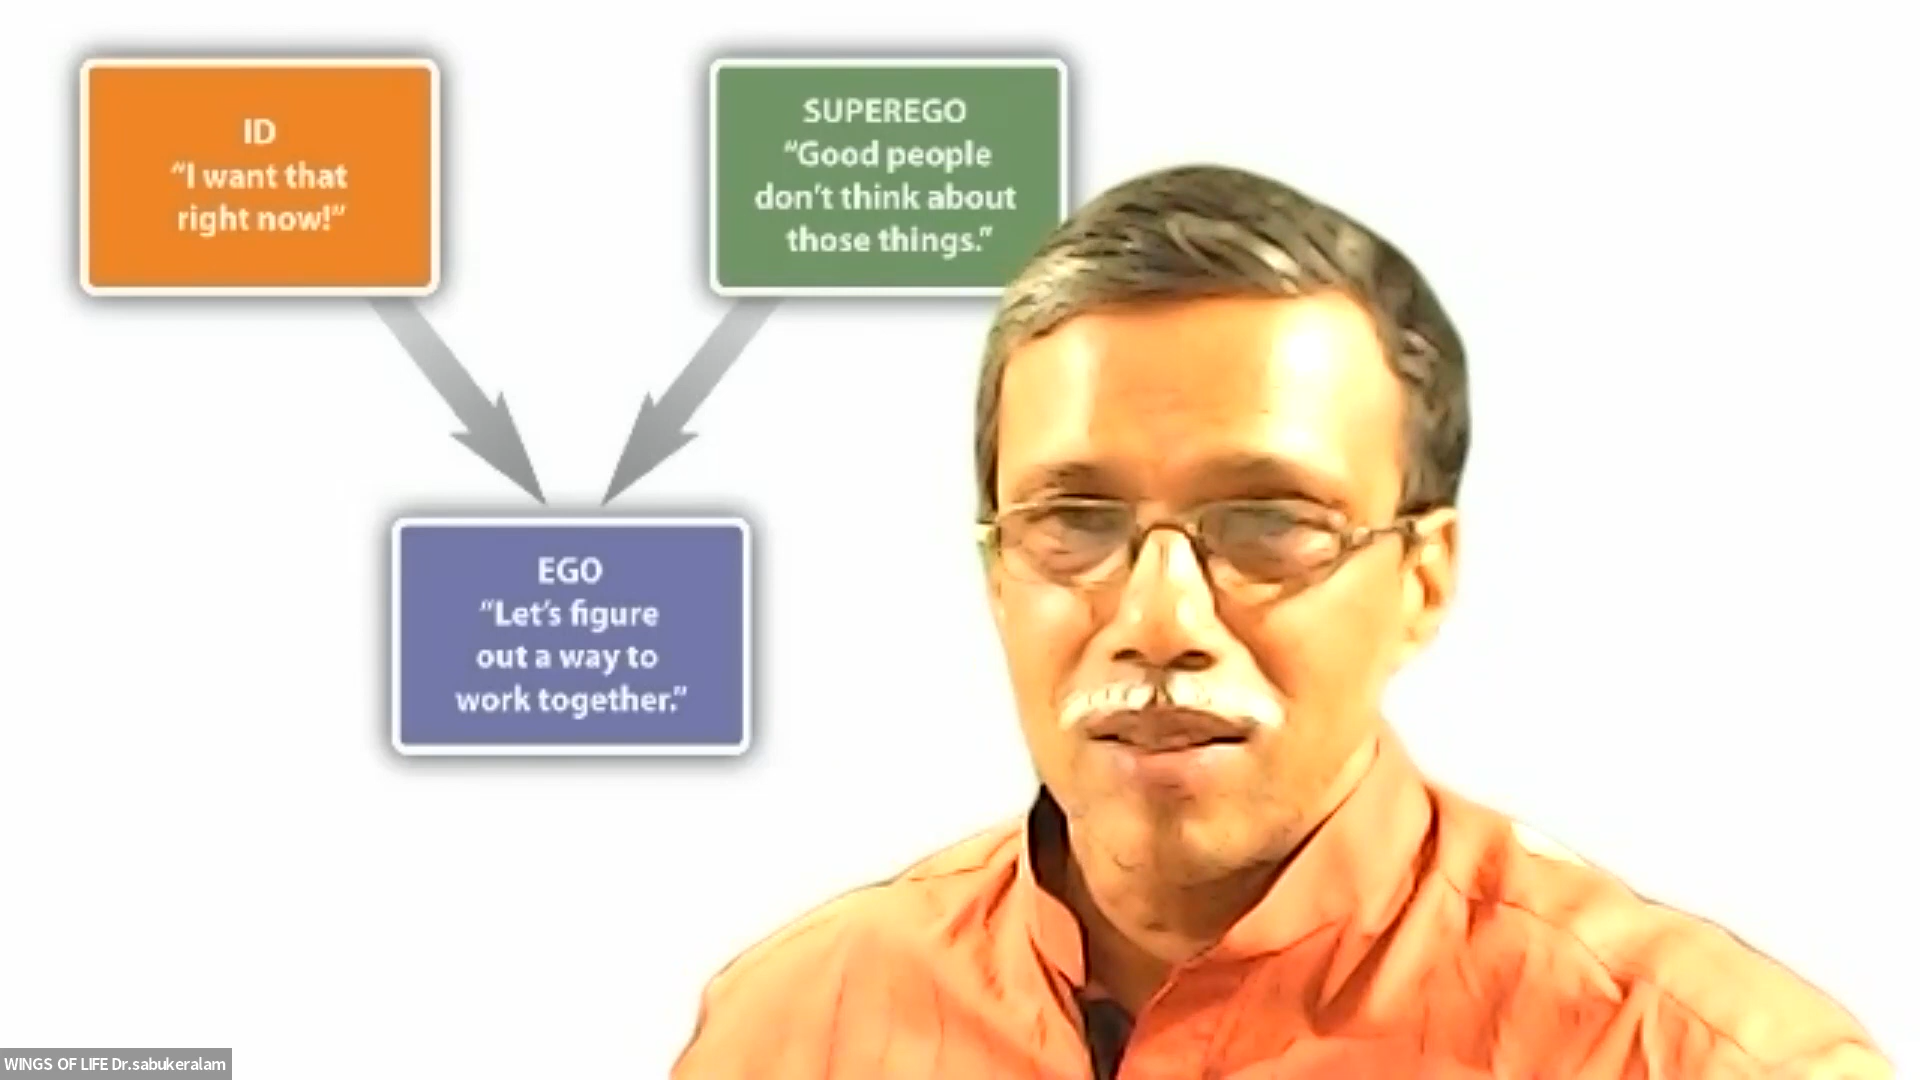 ID
“I want that
right now!”
SUPEREGO
“Good people
don’t think about
those things.”
EGO
“Let’s figure
out a way to
work together.”
WINGS OF LIFE Dr.sabukeralam